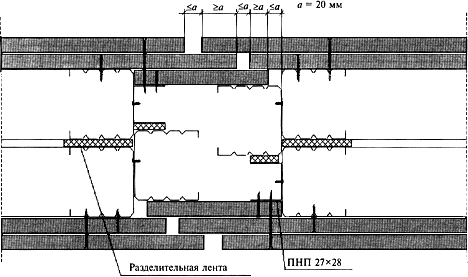 ≤a ≥a ≤a ≥a ≤a a = 20 мм
Разделительная лента
ПНП 27×28